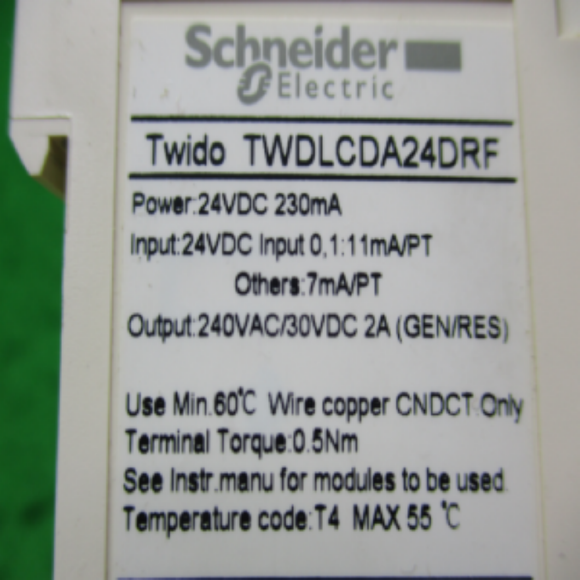 Schneider
Electric
Twido TWDLCDA24DRF
Power:24VDC 230mA
Input:24VDC Input 0,1:11mA/PT
Others:7mA/PT
Output:240VAC/30VDC 2A (GEN/RES)
Use Min.60℃ Wire copper CNDCT.Only
Terminal Torque:0.5Nm
See Instr.manu for modules to be used.
Temperature code:T4 MAX 55 ℃